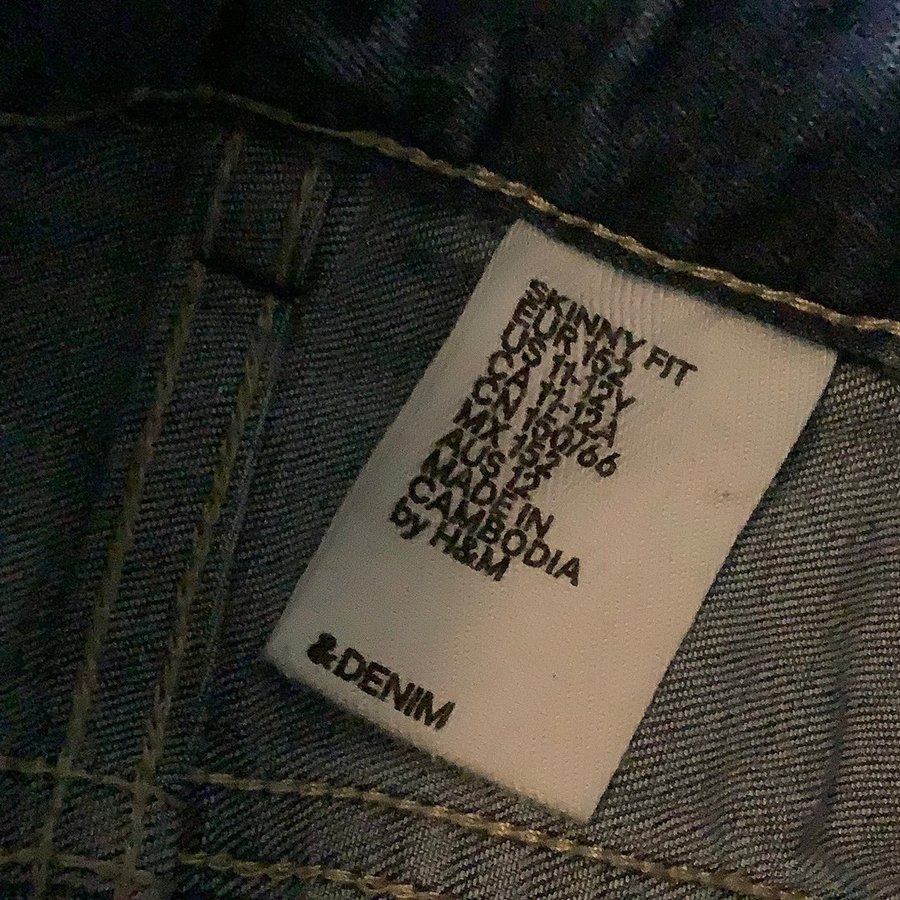 SKINNY FIT
EUR 152
US 11-12Y
CA 11-12A
CN 150/66
MX 152
AUS 12
MADE IN
CAMBODIA
by H&M
&DENIM